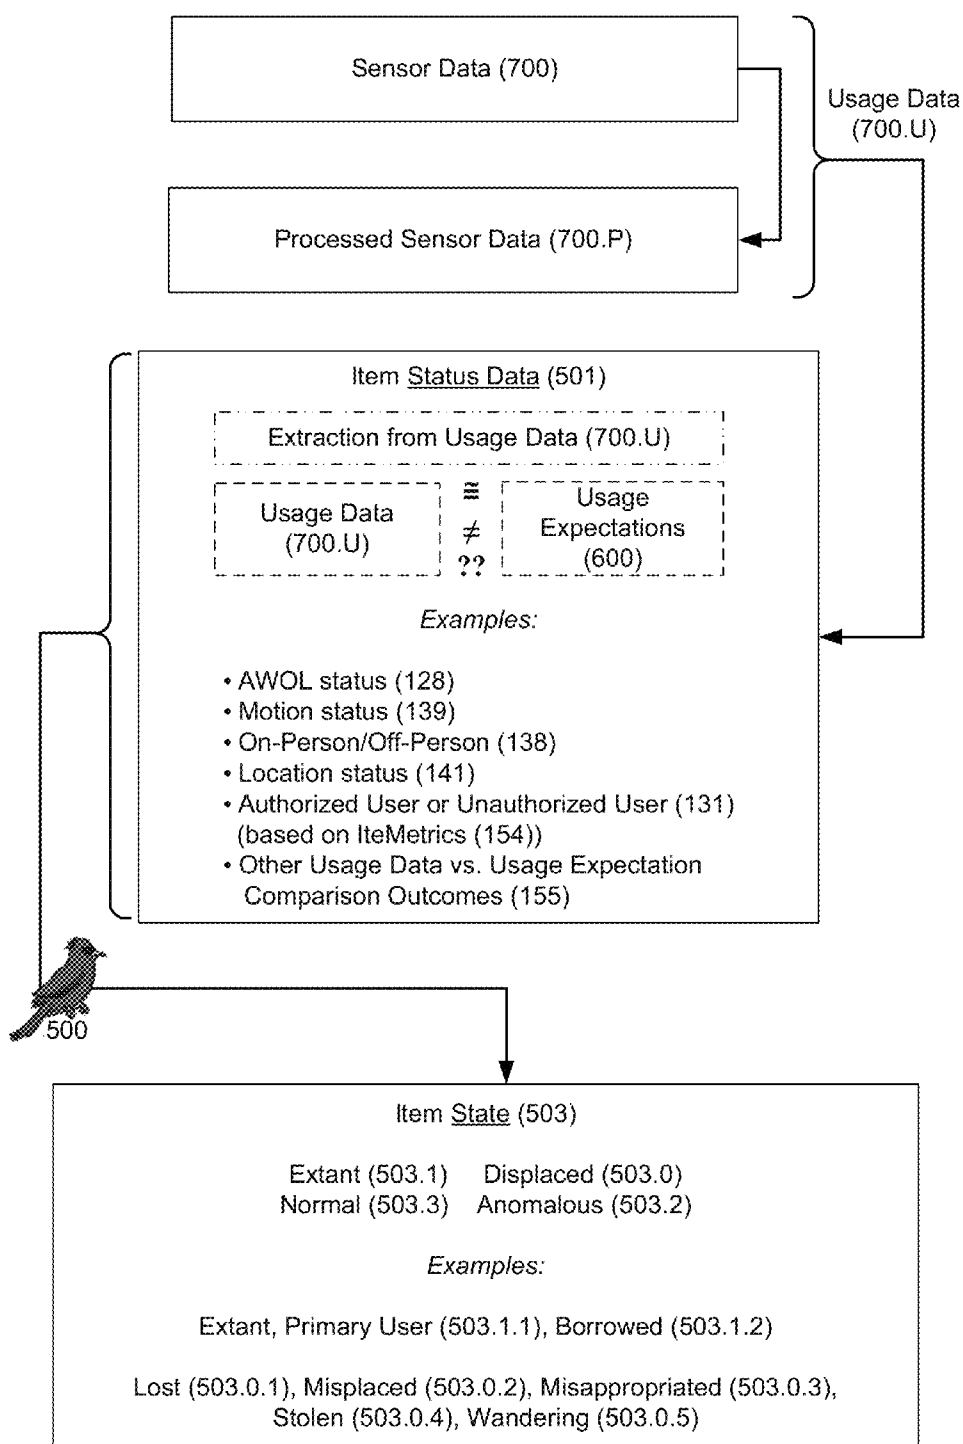 Sensor Data (700)
Usage Data
(700.U)
Processed Sensor Data (700.P)
Item Status Data (501)
Extraction from Usage Data (700.U)
Usage Data
(700.U)
≅
≠
??
Usage
Expectations
(600)
Examples:
• AWOL status (128)
• Motion status (139)
• On-Person/Off-Person (138)
• Location status (141)
• Authorized User or Unauthorized User (131)
(based on IteMetrics (154))
• Other Usage Data vs. Usage Expectation
Comparison Outcomes (155)
500
Item State (503)
Extant (503.1) Displaced (503.0)
Normal (503.3) Anomalous (503.2)
Examples:
Extant, Primary User (503.1.1), Borrowed (503.1.2)
Lost (503.0.1), Misplaced (503.0.2), Misappropriated (503.0.3),
Stolen (503.0.4), Wandering (503.0.5)